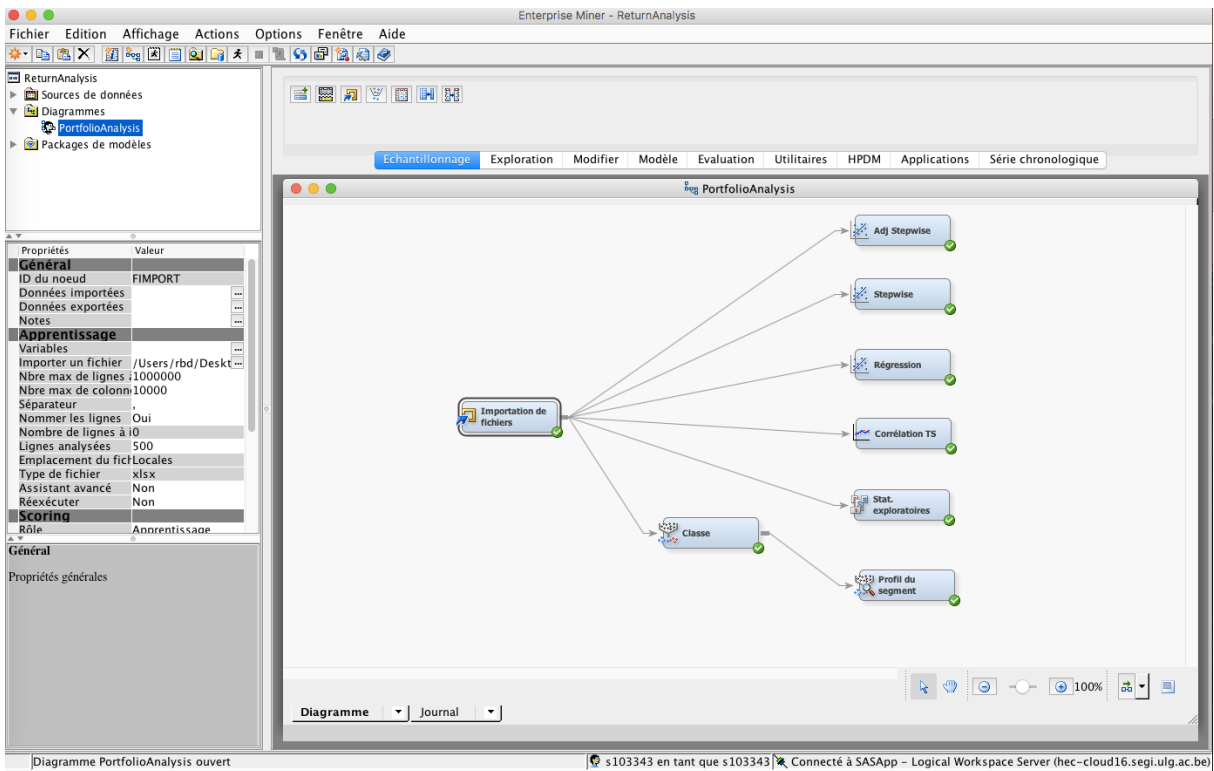 Enterprise Miner - ReturnAnalysis
Fichier Edition Affichage Actions Options Fenêtre Aide
ReturnAnalysis
Sources de données
Diagrammes
PortfolioAnalysis
Packages de modèles
Echantillonnage Exploration Modifier Modèle Evaluation Utilitaires HPDM Applications Série chronologique
PortfolioAnalysis
Propriétés Valeur
Général
ID du noeud FIMPORT
Données importées ...
Données exportées ...
Notes ...
Apprentissage
Variables ...
Importer un fichier /Users/rbd/Deskt ...
Nbre max de lignes 1000000
Nbre max de colonn 10000
Séparateur ,
Nommer les lignes Oui
Nombre de lignes à i 0
Lignes analysées 500
Emplacement du fich Locales
Type de fichier xlsx
Assistant avancé Non
Réexécuter Non
Scoring
Rôle Apprentissage
Général
Propriétés générales
Adj Stepwise
Stepwise
Régression
Importation de
fichiers
Corrélation TS
Stat.
exploratoires
Classe
Profil du
segment
100%
Diagramme Journal
Diagramme PortfolioAnalysis ouvert
s103343 en tant que s103343
Connecté à SASApp - Logical Workspace Server (hec-cloud16.segi.ulg.ac.be)